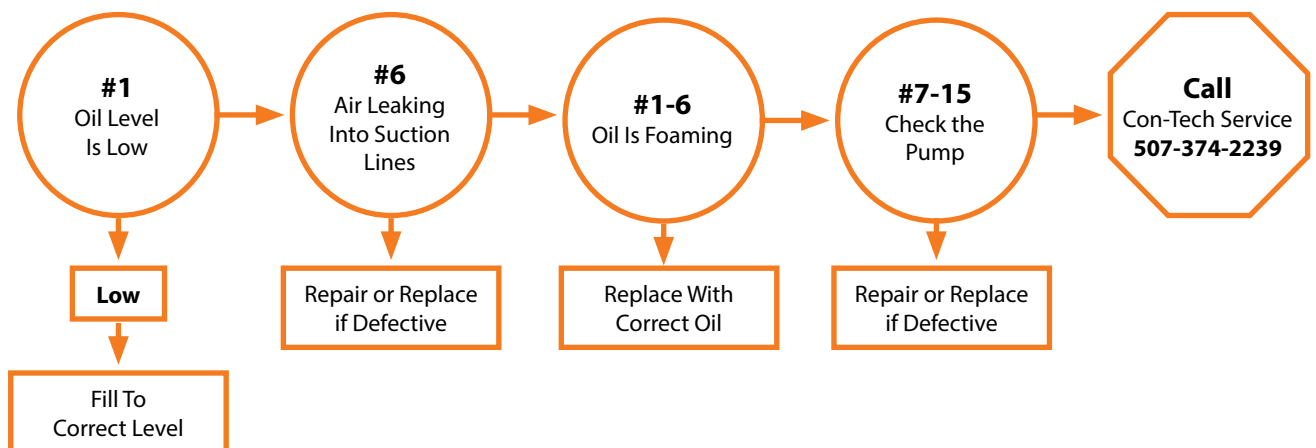 #1
Oil Level
Is Low
#6
Air Leaking
Into Suction
Lines
#1-6
Oil Is Foaming
#7-15
Check the
Pump
Call
Con-Tech Service
507-374-2239
Low
Repair or Replace
if Defective
Replace With
Correct Oil
Repair or Replace
if Defective
Fill To
Correct Level